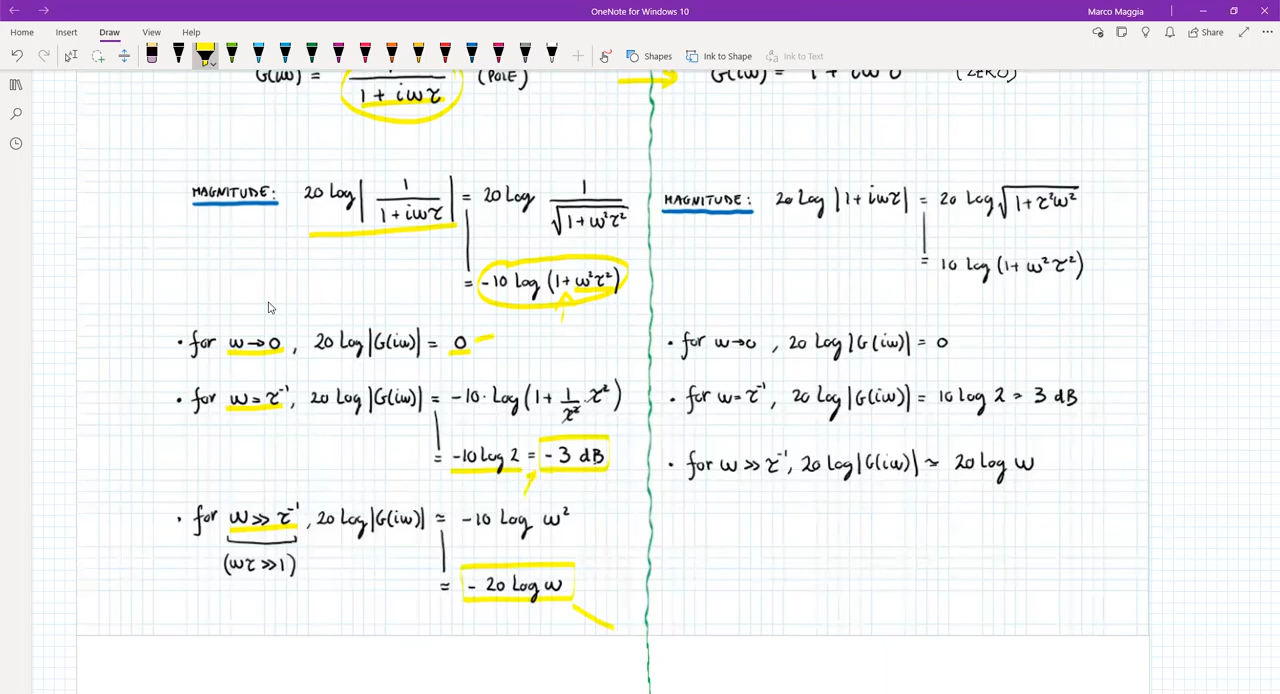 OneNote for Windows 10
Marco Maggia
Home Insert Draw View Help
Share
Shapes Ink to Shape Ink to Text
G(iω) = 1 / (1 + iωτ) (POLE)
G(iω) = 1 + iωτ (ZERO)
MAGNITUDE: 20 Log | 1 / (1 + iωτ) | = 20 Log 1 / √(1 + ω²τ²)
= -10 Log (1 + ω²τ²)
• for ω → 0, 20 Log |G(iω)| = 0
• for ω = τ⁻¹, 20 Log |G(iω)| = -10 · Log (1 + 1/τ² · τ²)
= -10 Log 2 = - 3 dB
• for ω >> τ⁻¹, 20 Log |G(iω)| ≃ -10 Log ω²
(ωτ >> 1)
≃ - 20 Log ω
MAGNITUDE: 20 Log |1 + iωτ| = 20 Log √(1 + τ²ω²)
= 10 Log (1 + ω²τ²)
• for ω → 0, 20 Log |G(iω)| = 0
• for ω = τ⁻¹, 20 Log |G(iω)| = 10 Log 2 ≃ 3 dB
• for ω >> τ⁻¹, 20 Log |G(iω)| ≃ 20 Log ω